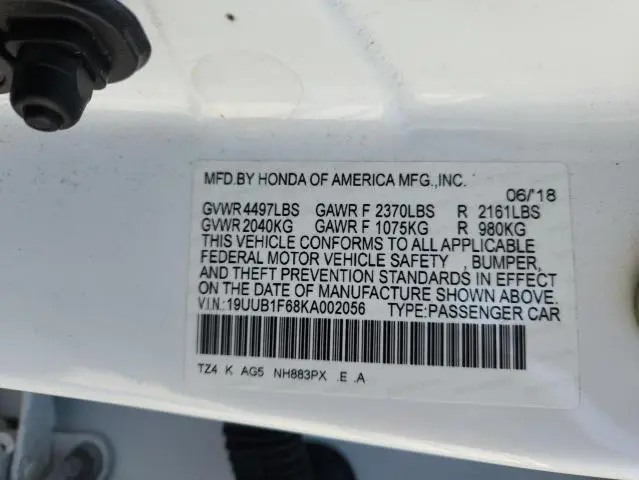 MFD.BY HONDA OF AMERICA MFG.,INC.
06/'18
GVWR 4497LBS GAWR F 2370LBS R 2161LBS
GVWR 2040KG GAWR F 1075KG R 980KG
THIS VEHICLE CONFORMS TO ALL APPLICABLE
FEDERAL MOTOR VEHICLE SAFETY , BUMPER,
AND THEFT PREVENTION STANDARDS IN EFFECT
ON THE DATE OF MANUFACTURE SHOWN ABOVE.
VIN:19UUB1F68KA002056 TYPE:PASSENGER CAR
TZ4 K AG5 NH883PX .E .A